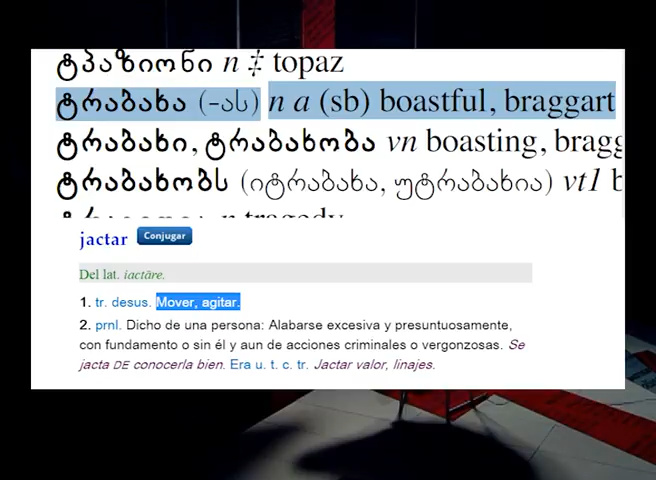 ტპაზიონი n ‡ topaz
ტრაბახა (-ას) n a (sb) boastful, braggart
ტრაბახი, ტრაბახობა vn boasting, bragg
ტრაბახობს (იტრაბახა, უტრაბახია) vt1 b
n tragedy
jactar Conjugar
Del lat. iactāre.
1. tr. desus. Mover, agitar.
2. prnl. Dicho de una persona: Alabarse excesiva y presuntuosamente,
con fundamento o sin él y aun de acciones criminales o vergonzosas. Se
jacta DE conocerla bien. Era u. t. c. tr. Jactar valor, linajes.